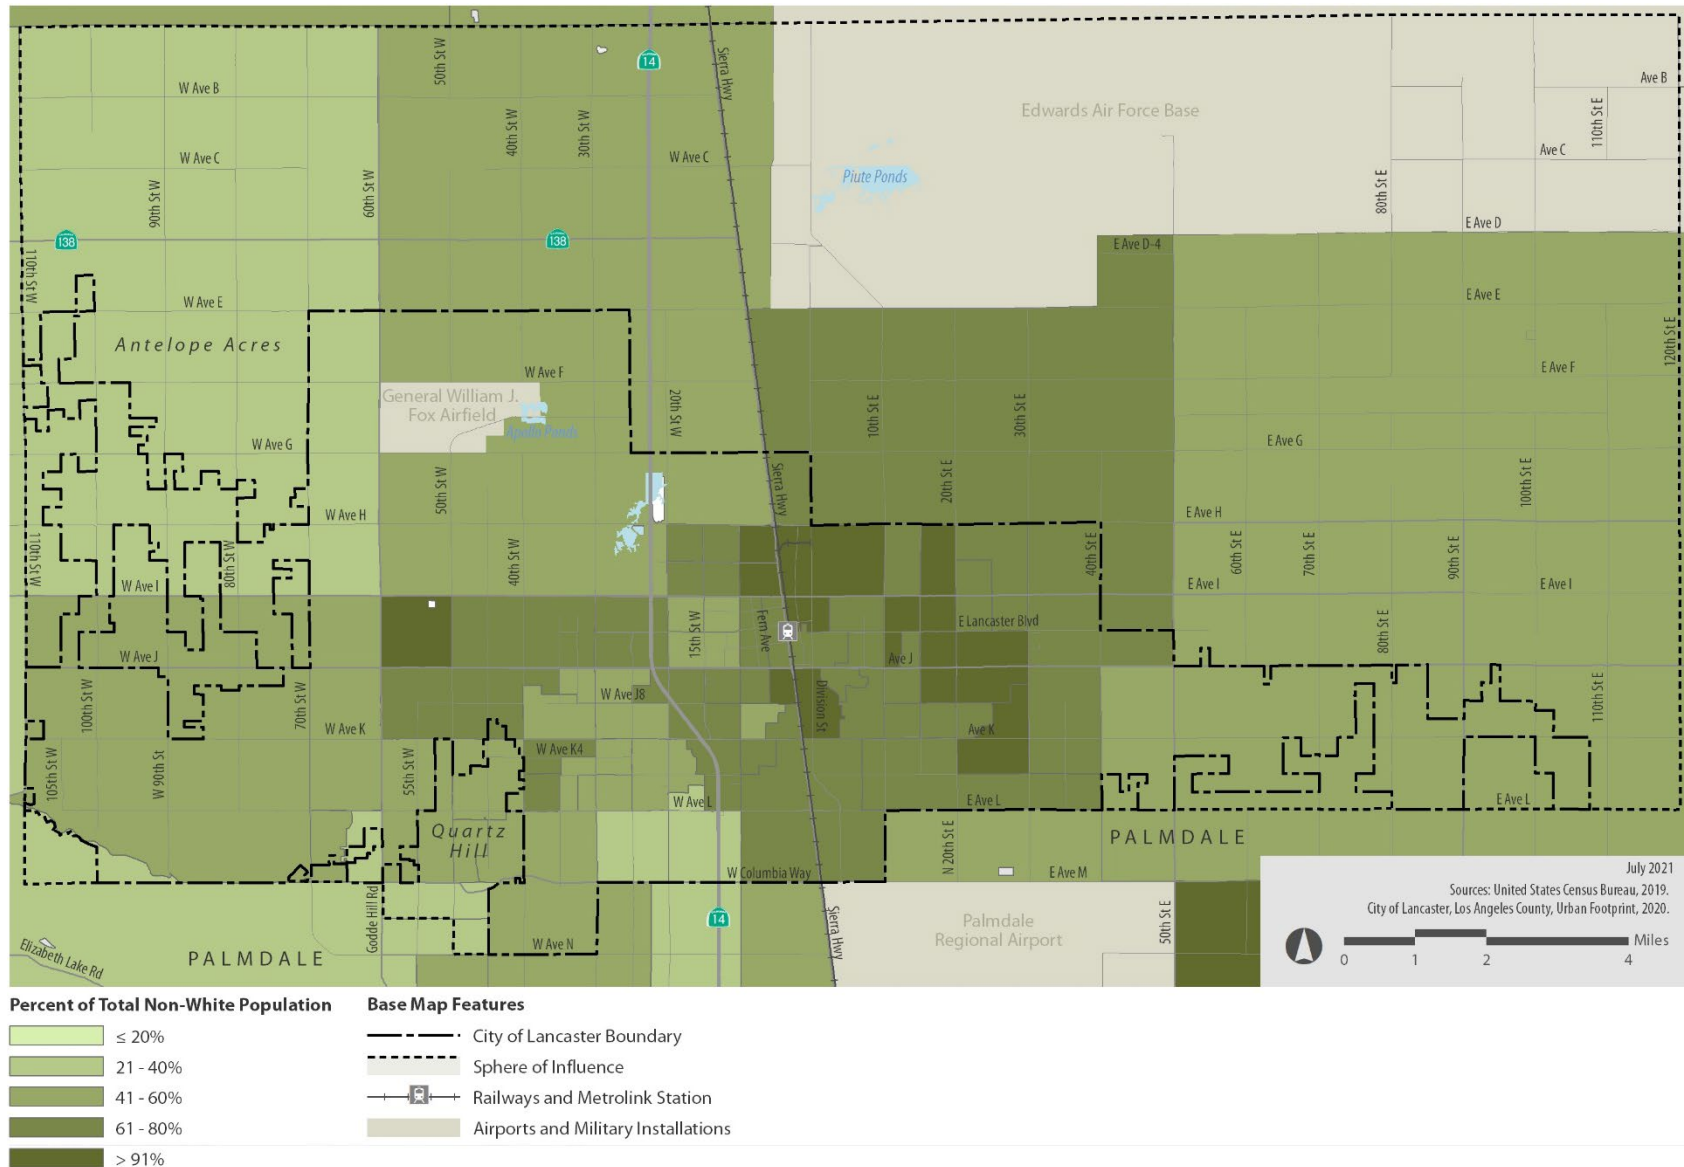 14
Sierra Hwy
50th St W
W Ave B
Ave B
Edwards Air Force Base
110th St E
40th St W
30th St W
W Ave C
W Ave C
Ave C
Piute Ponds
90th St W
60th St W
80th St E
E Ave D
138
138
E Ave D-4
110th St W
W Ave E
E Ave E
Antelope Acres
120th St E
W Ave F
E Ave F
General William J.
Fox Airfield
20th St W
10th St E
30th St E
Apollo Ponds
W Ave G
E Ave G
50th St W
Sierra Hwy
20th St E
100th St E
W Ave H
E Ave H
110th St W
80th St W
40th St W
40th St E
60th St E
70th St E
90th St E
W Ave I
E Ave I
E Ave I
15th St W
Fern Ave
E Lancaster Blvd
80th St E
W Ave J
Ave J
100th St W
70th St W
W Ave J8
Division St
110th St E
W Ave K
Ave K
105th St W
W 90th St
55th St W
W Ave K4
W Ave L
E Ave L
E Ave L
Quartz
Hill
N 20th St E
PALMDALE
W Columbia Way
E Ave M
July 2021
Sources: United States Census Bureau, 2019.
City of Lancaster, Los Angeles County, Urban Footprint, 2020.
Godde Hill Rd
14
Sierra Hwy
Palmdale
Regional Airport
50th St E
Miles
0 1 2 4
Elizabeth Lake Rd
PALMDALE
W Ave N
Percent of Total Non-White Population
≤ 20%
21 - 40%
41 - 60%
61 - 80%
> 91%
Base Map Features
City of Lancaster Boundary
Sphere of Influence
Railways and Metrolink Station
Airports and Military Installations